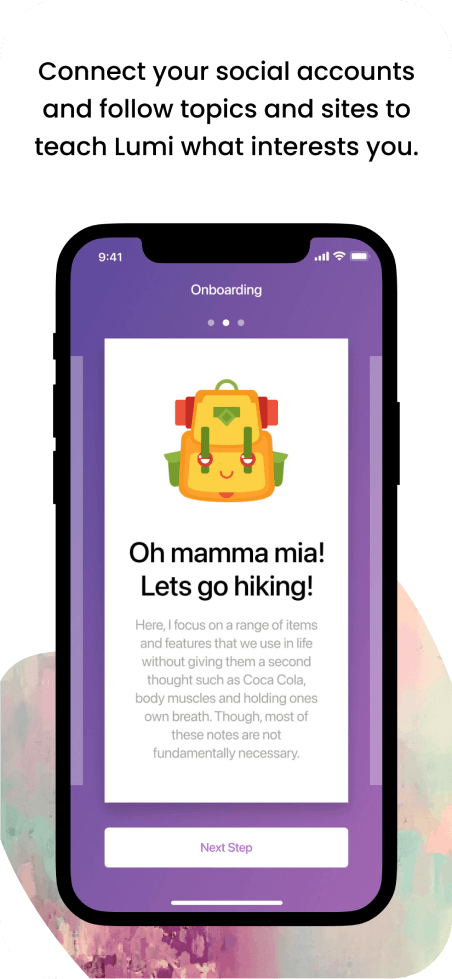 Connect your social accounts
and follow topics and sites to
teach Lumi what interests you.
9:41
Onboarding
Oh mamma mia!
Lets go hiking!
Here, I focus on a range of items
and features that we use in life
without giving them a second
thought such as Coca Cola,
body muscles and holding ones
own breath. Though, most of
these notes are not
fundamentally necessary.
Next Step